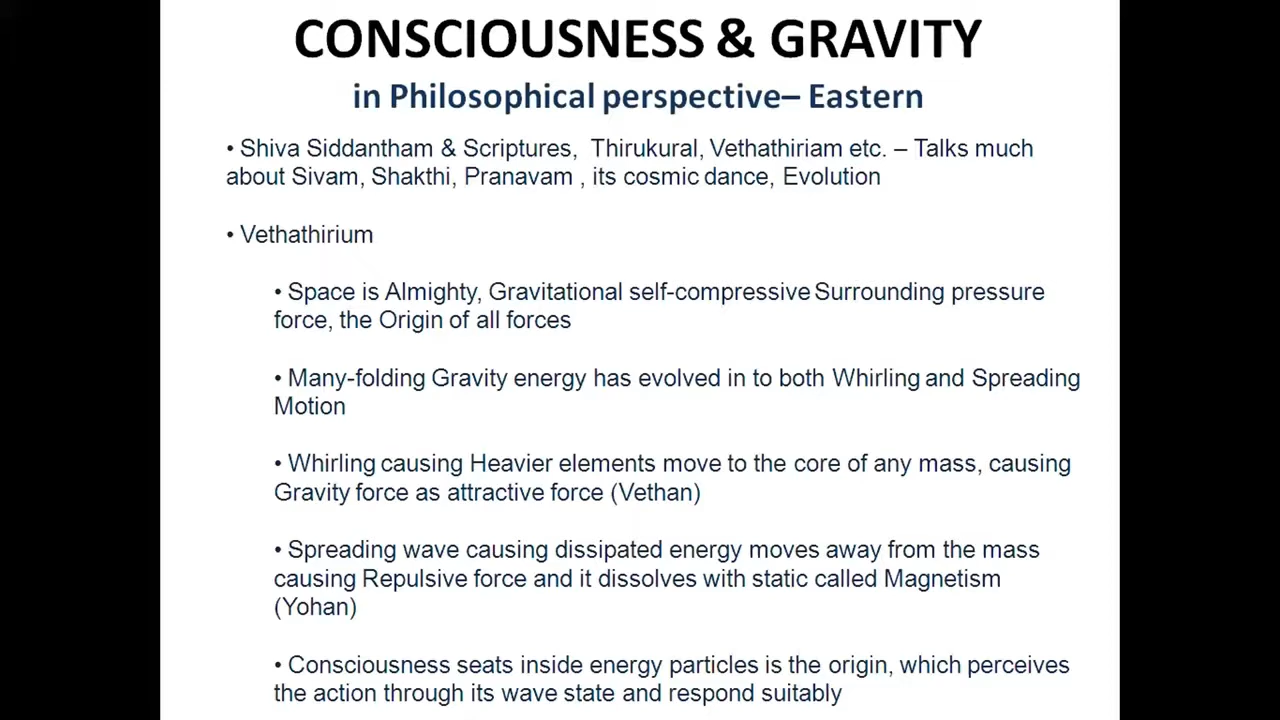 CONSCIOUSNESS & GRAVITY
in Philosophical perspective– Eastern
• Shiva Siddantham & Scriptures, Thirukural, Vethathiriam etc. – Talks much
about Sivam, Shakthi, Pranavam , its cosmic dance, Evolution
• Vethathirium
• Space is Almighty, Gravitational self-compressive Surrounding pressure
force, the Origin of all forces
• Many-folding Gravity energy has evolved in to both Whirling and Spreading
Motion
• Whirling causing Heavier elements move to the core of any mass, causing
Gravity force as attractive force (Vethan)
• Spreading wave causing dissipated energy moves away from the mass
causing Repulsive force and it dissolves with static called Magnetism
(Yohan)
• Consciousness seats inside energy particles is the origin, which perceives
the action through its wave state and respond suitably